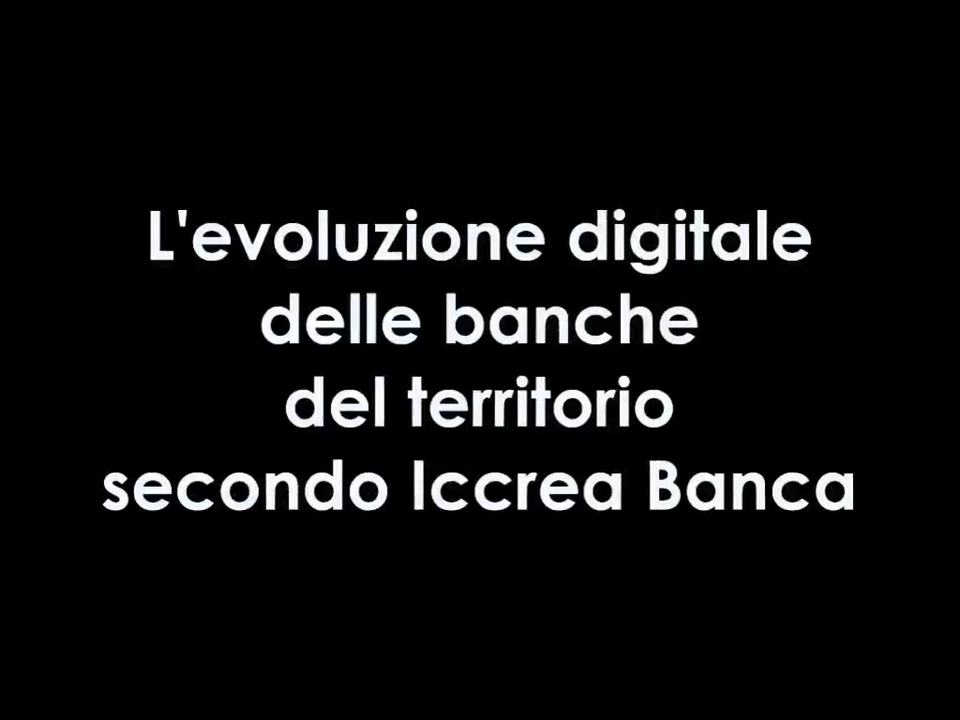 L'evoluzione digitale
delle banche
del territorio
secondo Iccrea Banca